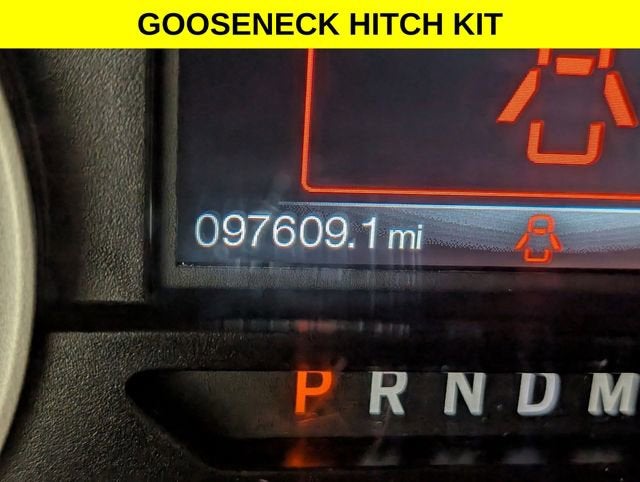 GOOSENECK HITCH KIT
097609.1 mi
P R N D M